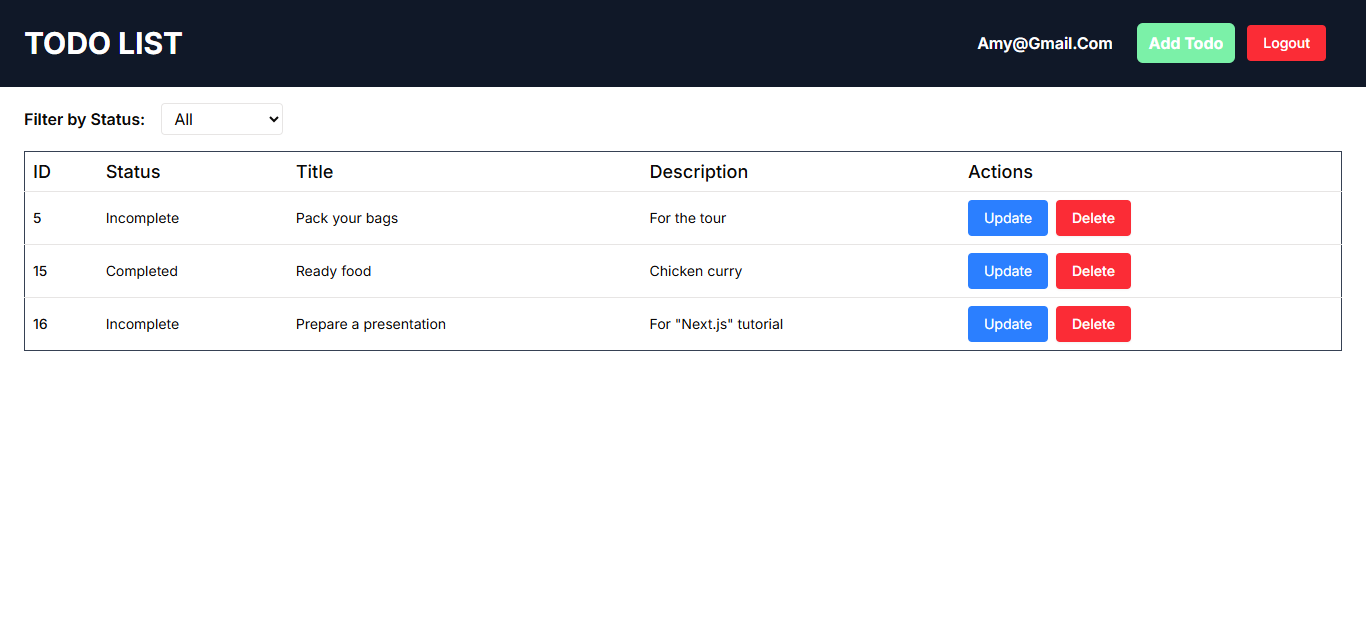 TODO LIST Amy@Gmail.Com Add Todo Logout
Filter by Status: All
ID Status Title Description Actions
5 Incomplete Pack your bags For the tour Update Delete
15 Completed Ready food Chicken curry Update Delete
16 Incomplete Prepare a presentation For "Next.js" tutorial Update Delete